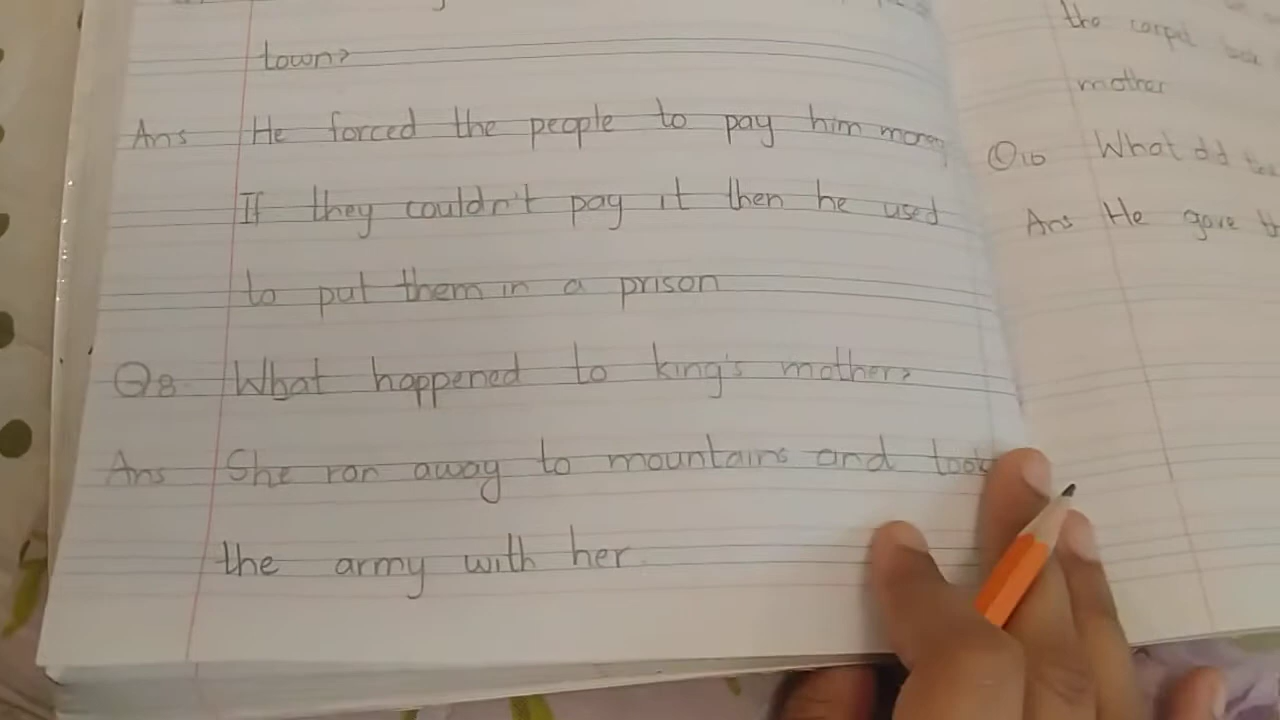 town?
Ans He forced the people to pay him money
If they couldn't pay it then he used
to put them in a prison
Q8 What happened to king's mother?
Ans She ran away to mountains and took
the army with her.
the carpet
mother
Q10 What did
Ans He gave